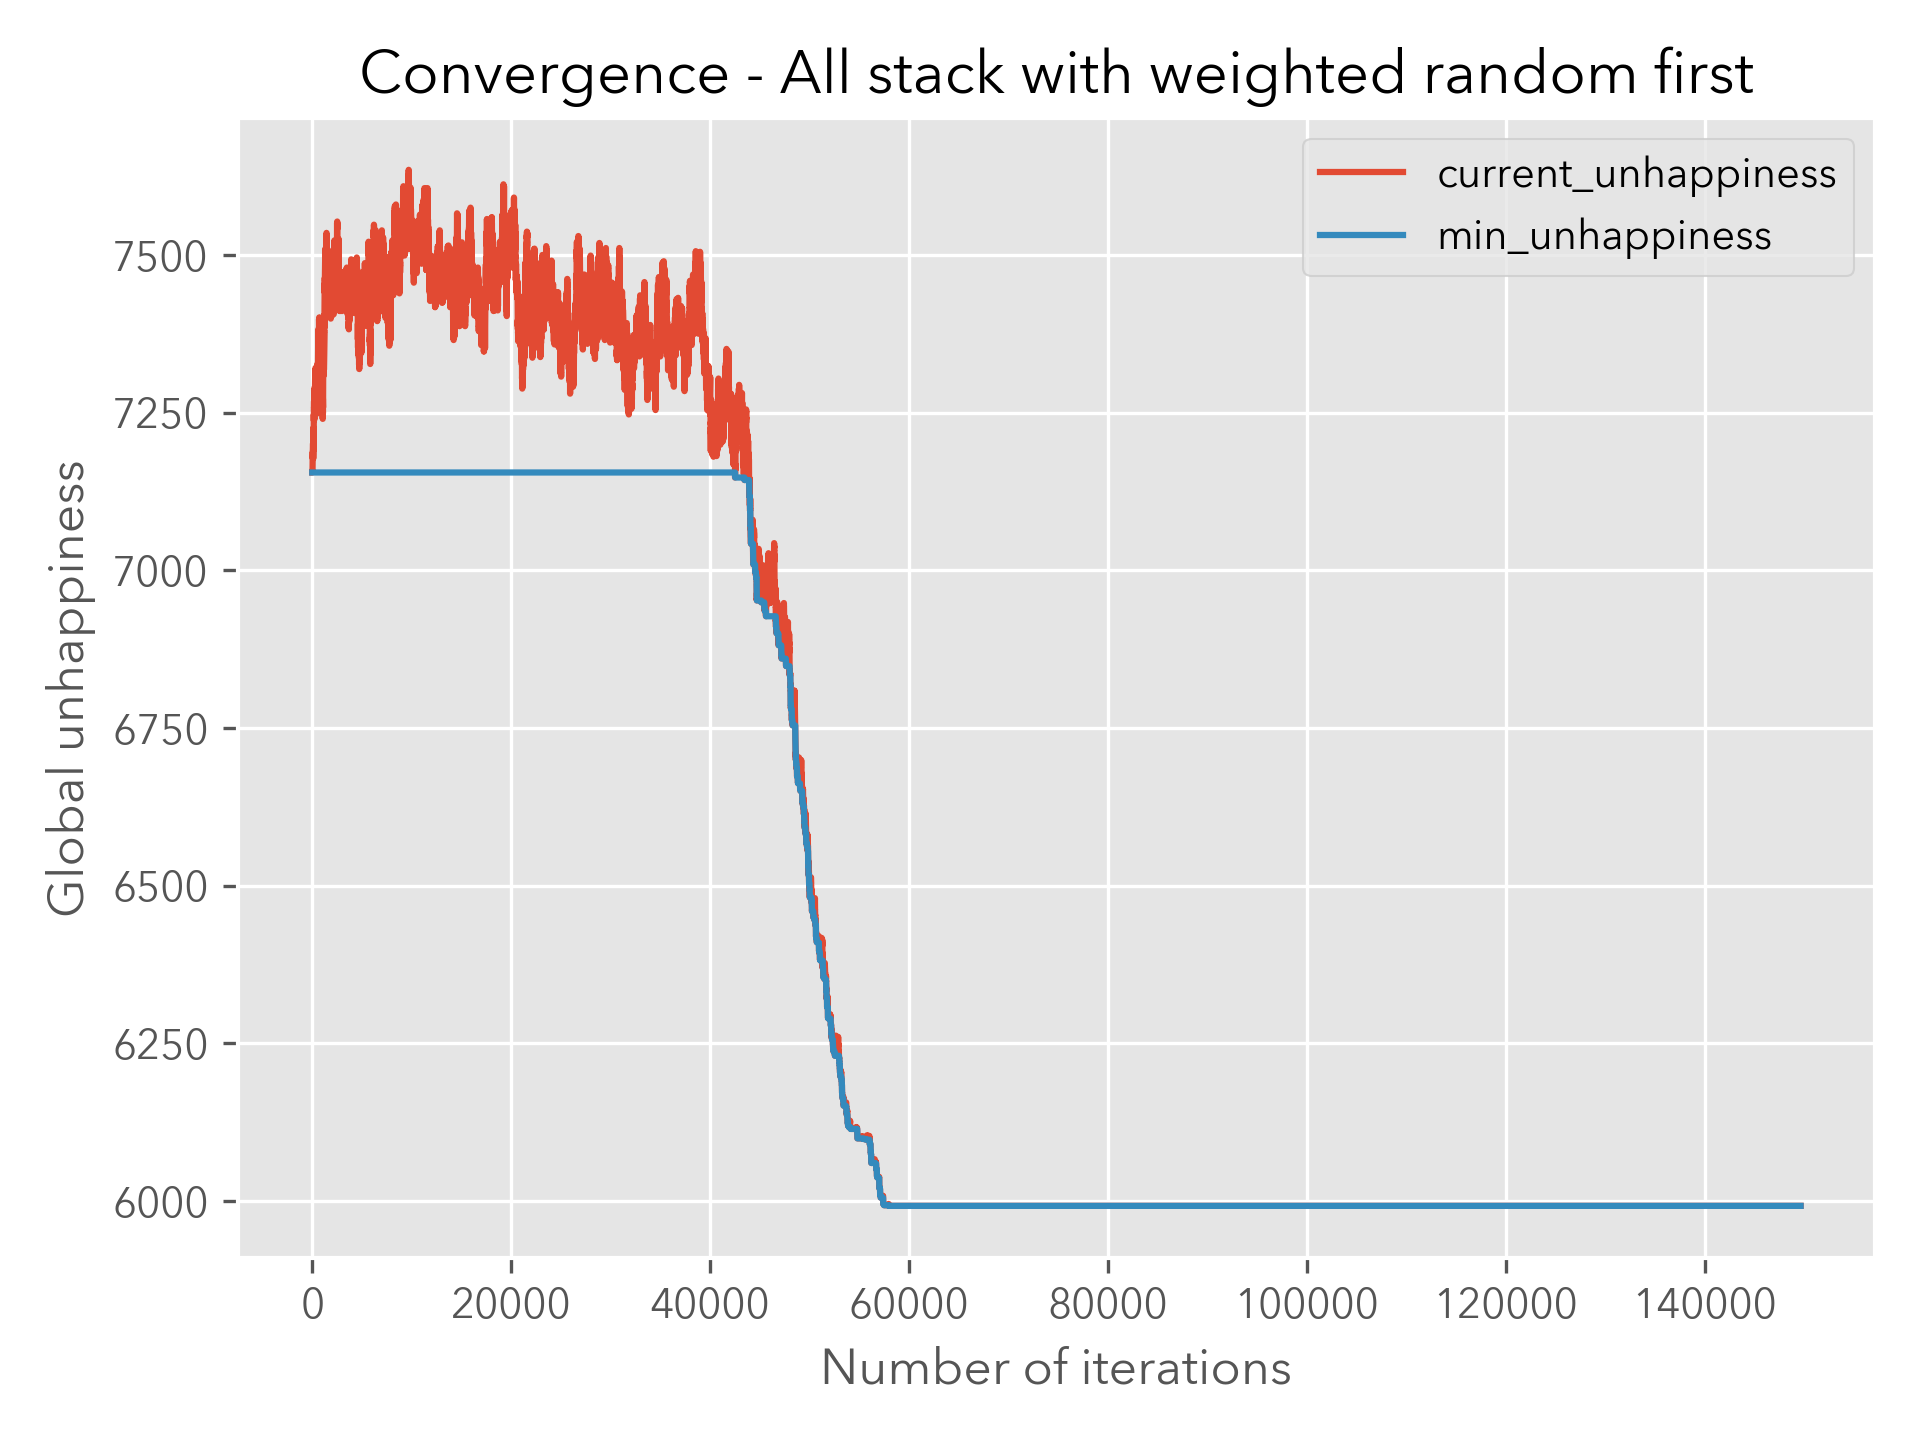 Convergence - All stack with weighted random first
current_unhappiness
min_unhappiness
Global unhappiness
7500
7250
7000
6750
6500
6250
6000
0 20000 40000 60000 80000 100000 120000 140000
Number of iterations